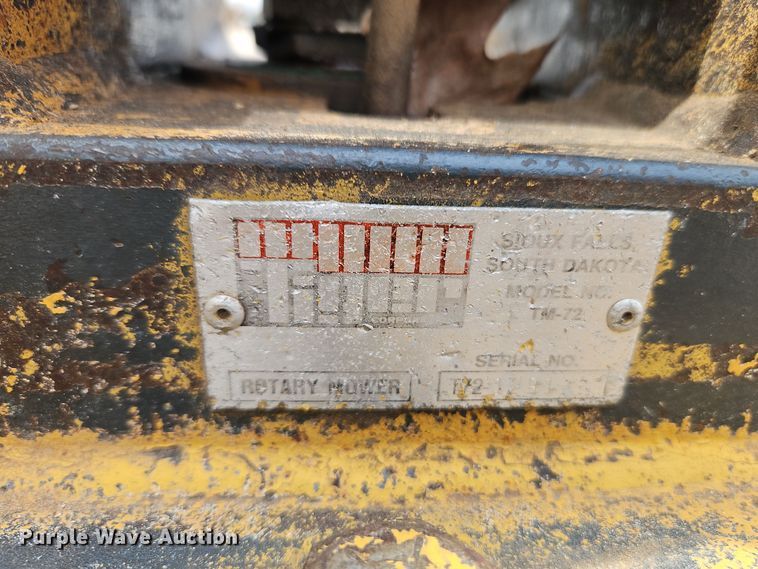 SIOUX FALLS,
SOUTH DAKOTA
MODEL NO.
TM-72
SERIAL NO.
ROTARY MOWER
Purple Wave Auction